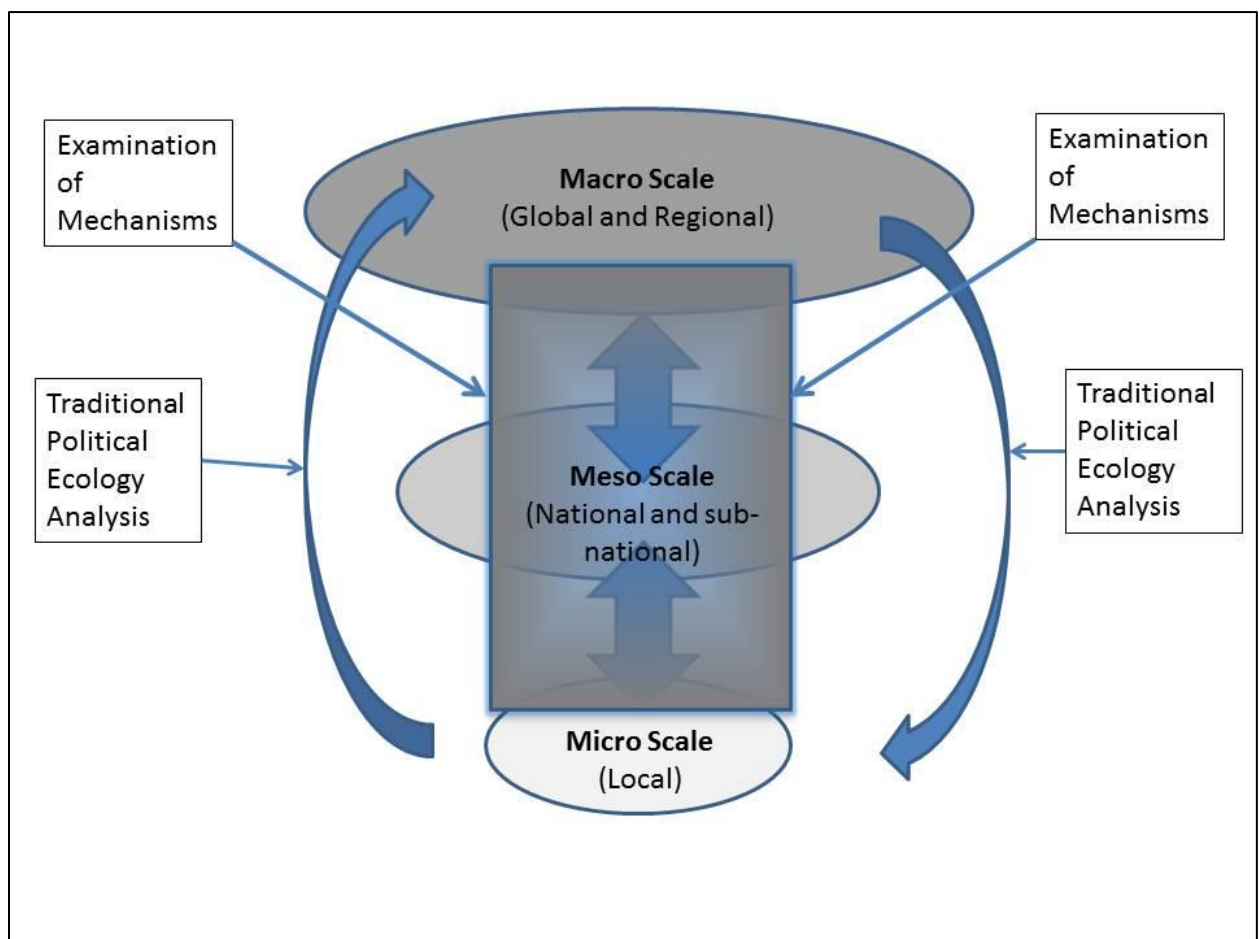 Examination
of
Mechanisms
Examination
of
Mechanisms
Macro Scale
(Global and Regional)
Traditional
Political
Ecology
Analysis
Traditional
Political
Ecology
Analysis
Meso Scale
(National and sub-
national)
Micro Scale
(Local)